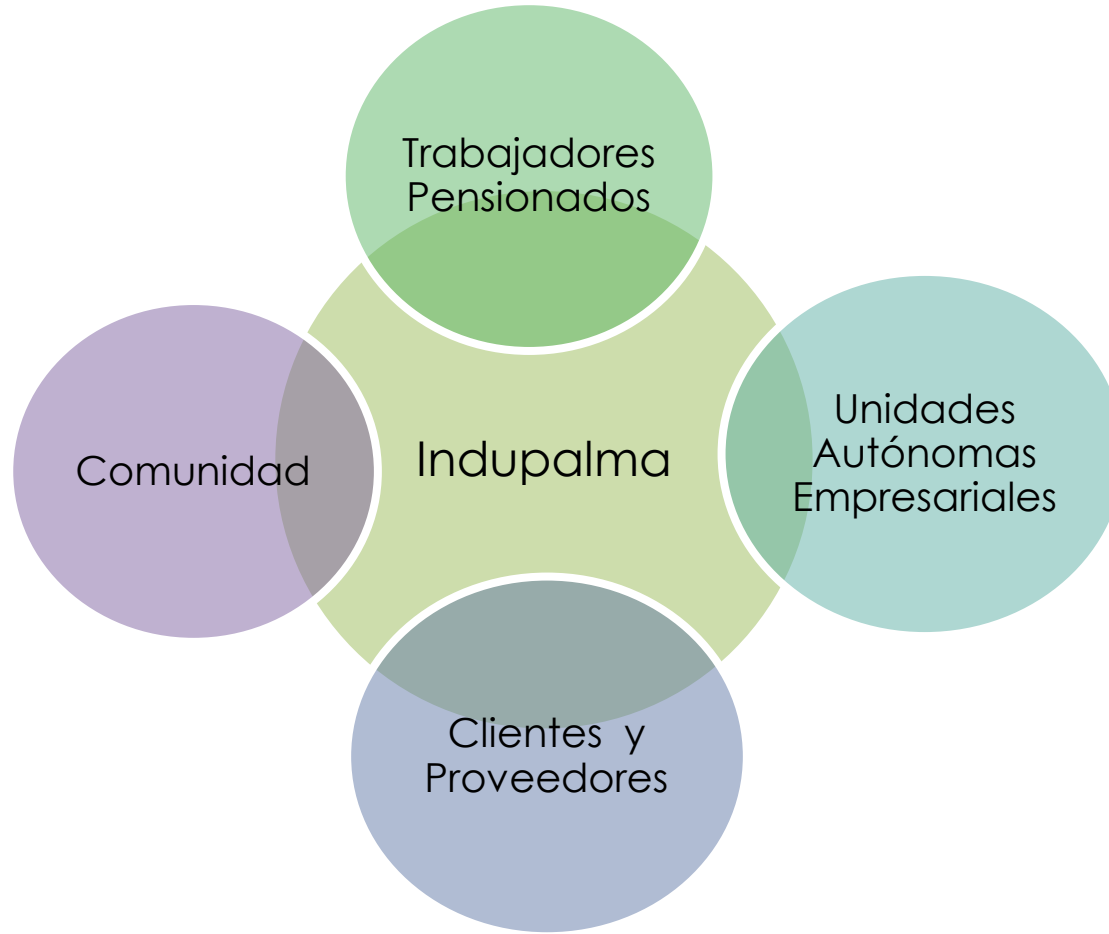 Trabajadores
Pensionados
Comunidad
Indupalma
Unidades
Autónomas
Empresariales
Clientes y
Proveedores